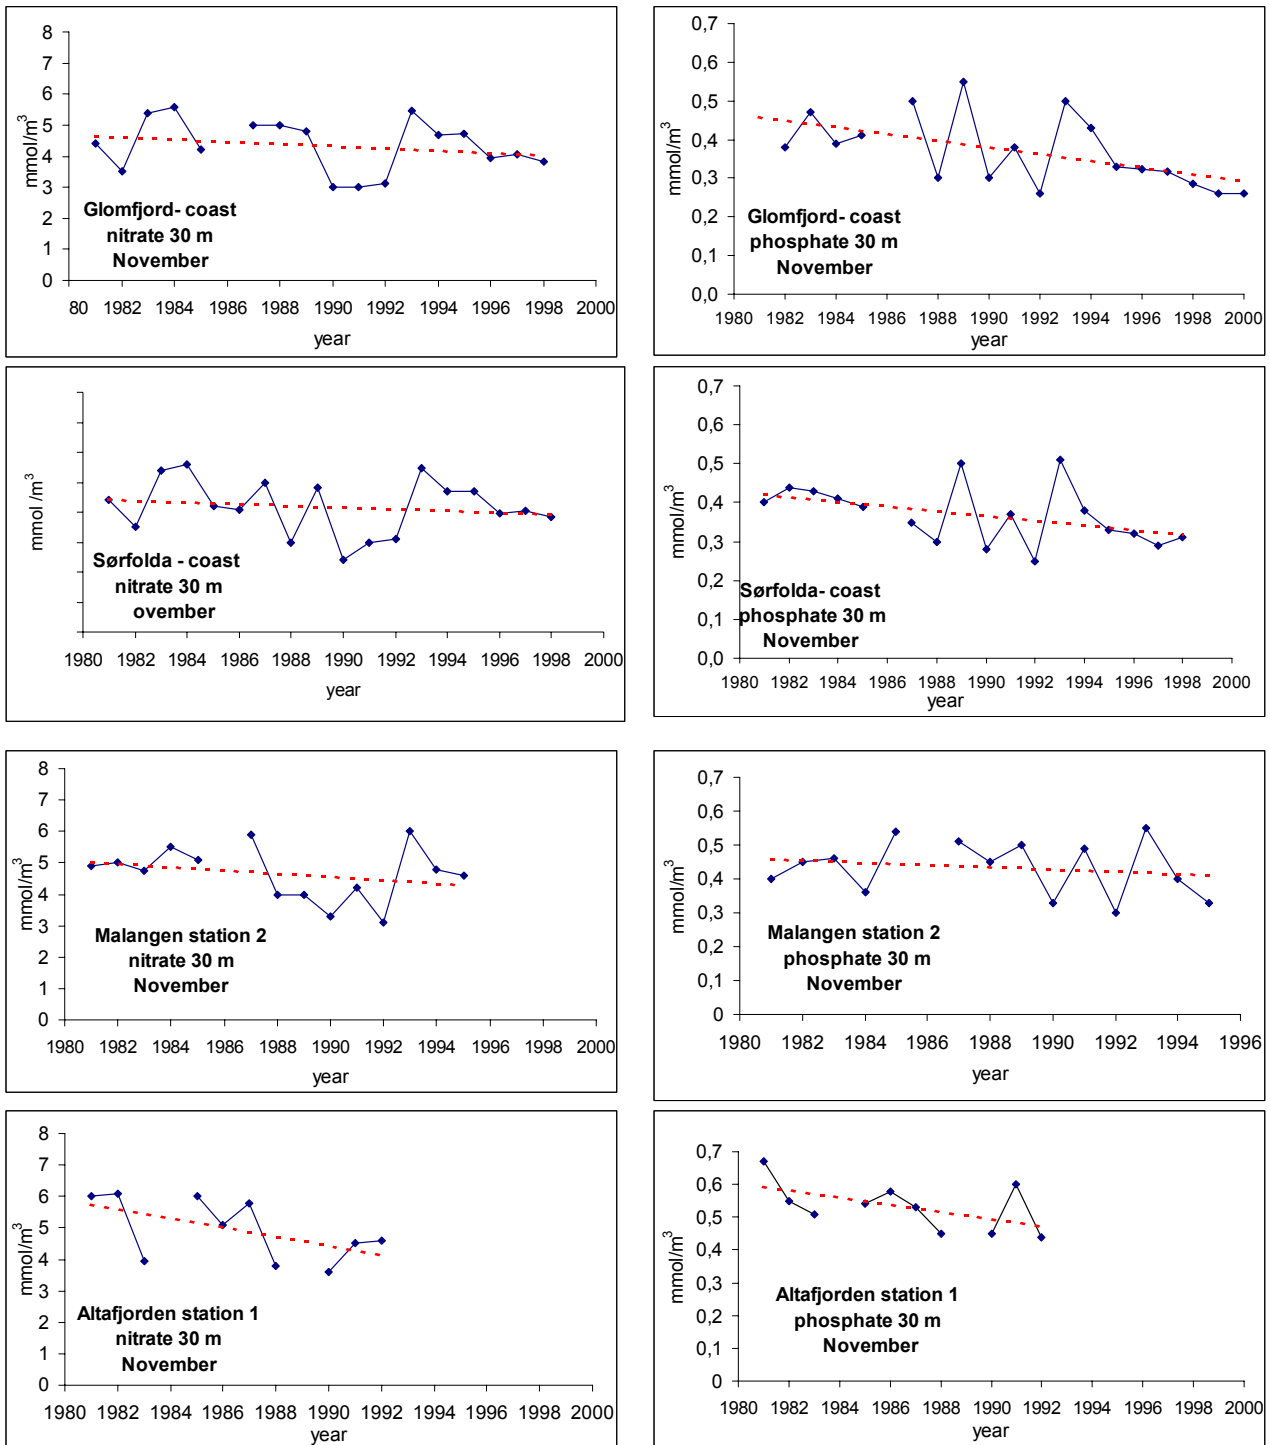 8
7
6
5
4
3
2
1
0
mmol/m³
Glomfjord- coast
nitrate 30 m
November
80 1982 1984 1986 1988 1990 1992 1994 1996 1998 2000
year
0,7
0,6
0,5
0,4
0,3
0,2
0,1
0,0
mmol/m³
Glomfjord- coast
phosphate 30 m
November
1980 1982 1984 1986 1988 1990 1992 1994 1996 1998 2000
year
mmol /m³
Sørfolda - coast
nitrate 30 m
ovember
1980 1982 1984 1986 1988 1990 1992 1994 1996 1998 2000
year
0,7
0,6
0,5
0,4
0,3
0,2
0,1
0,0
mmol/m³
Sørfolda- coast
phosphate 30 m
November
1980 1982 1984 1986 1988 1990 1992 1994 1996 1998 2000
year
8
7
6
5
4
3
2
1
0
mmol/m³
Malangen station 2
nitrate 30 m
November
1980 1982 1984 1986 1988 1990 1992 1994 1996 1998 2000
year
0,7
0,6
0,5
0,4
0,3
0,2
0,1
0
mmol/m³
Malangen station 2
phosphate 30 m
November
1980 1982 1984 1986 1988 1990 1992 1994 1996
year
8
7
6
5
4
3
2
1
0
mmol/m³
Altafjorden station 1
nitrate 30 m
November
1980 1982 1984 1986 1988 1990 1992 1994 1996 1998 2000
year
0,7
0,6
0,5
0,4
0,3
0,2
0,1
0
mmol/m³
Altafjorden station 1
phosphate 30 m
November
1980 1982 1984 1986 1988 1990 1992 1994 1996 1998 2000
year